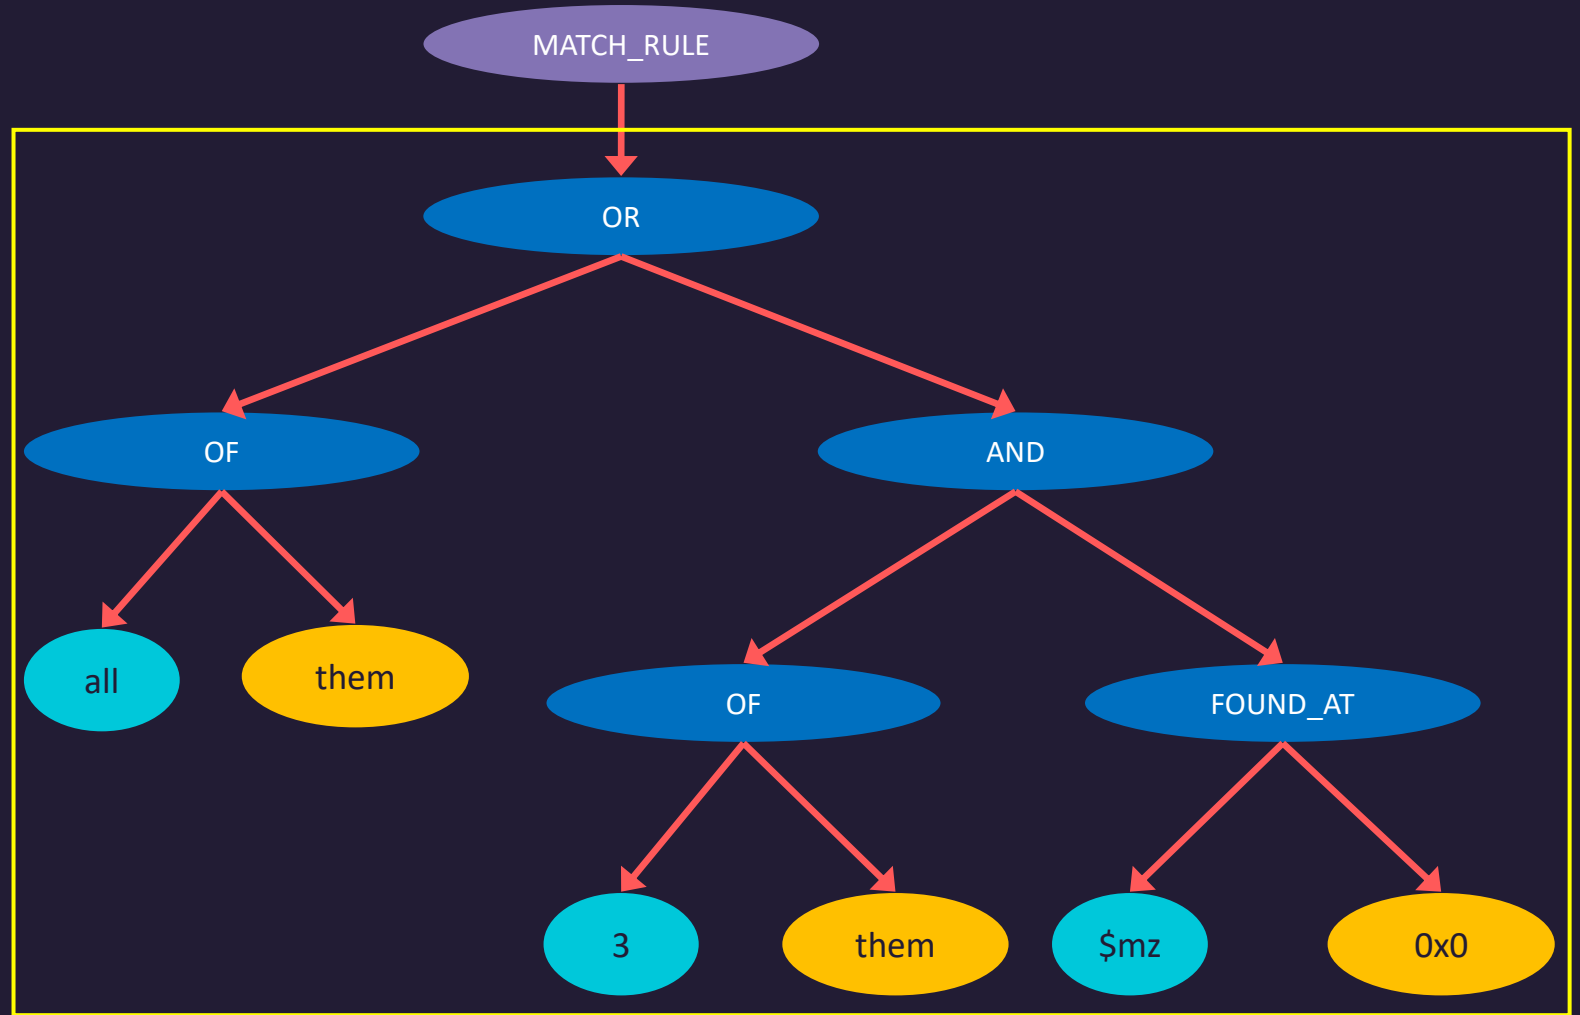 MATCH_RULE
OR
OF
AND
all
them
OF
FOUND_AT
3
them
$mz
0x0